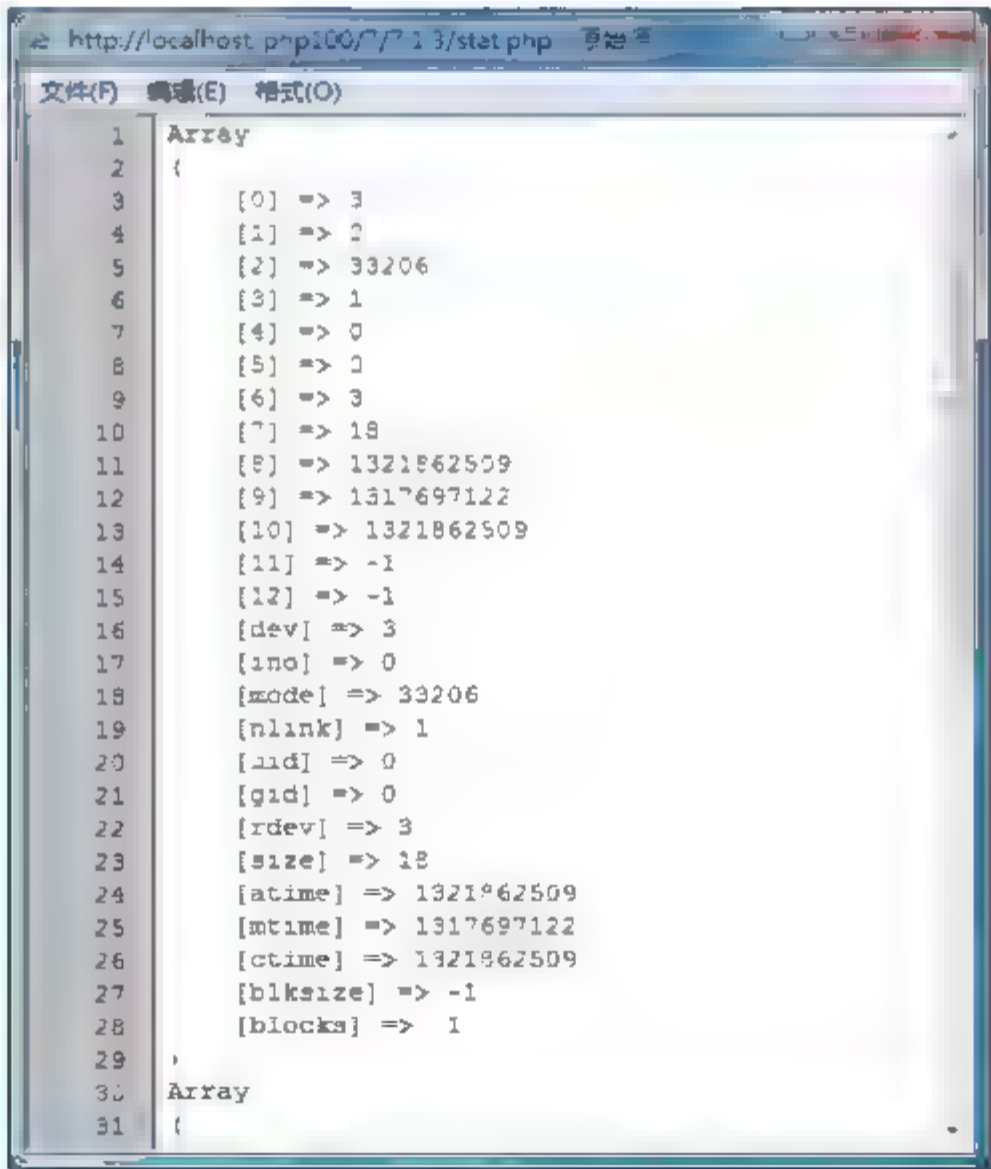 http://localhost/php100/7/7.1.3/stat.php
文件(F) 编辑(E) 格式(O)
1 Array
2 (
3 [0] => 3
4 [1] => 0
5 [2] => 33206
6 [3] => 1
7 [4] => 0
8 [5] => 0
9 [6] => 3
10 [7] => 18
11 [8] => 1321862509
12 [9] => 1317697122
13 [10] => 1321862509
14 [11] => -1
15 [12] => -1
16 [dev] => 3
17 [ino] => 0
18 [mode] => 33206
19 [nlink] => 1
20 [uid] => 0
21 [gid] => 0
22 [rdev] => 3
23 [size] => 18
24 [atime] => 1321862509
25 [mtime] => 1317697122
26 [ctime] => 1321862509
27 [blksize] => -1
28 [blocks] => 1
29 )
30 Array
31 (